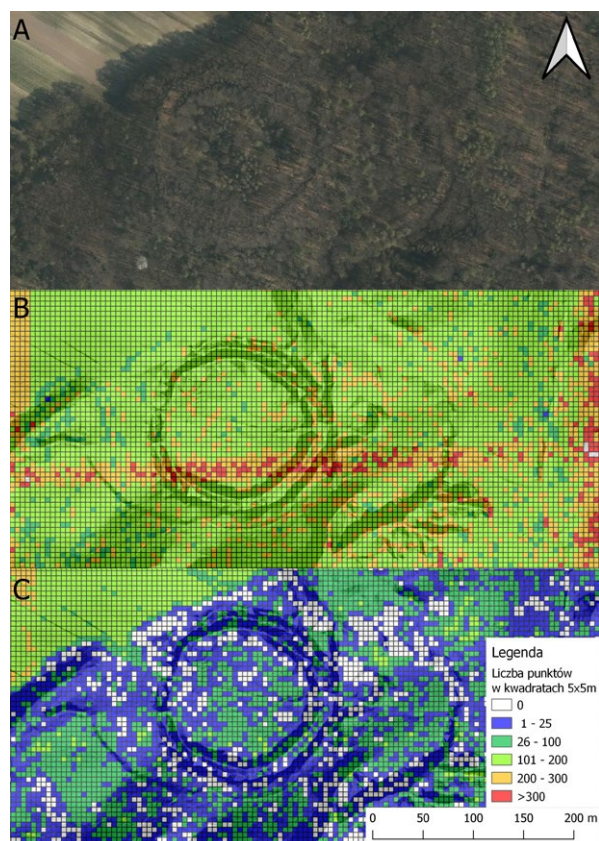 A
B
C
Legenda
Liczba punktów
w kwadratach 5x5m
0
1 - 25
26 - 100
101 - 200
200 - 300
>300
0 50 100 150 200 m